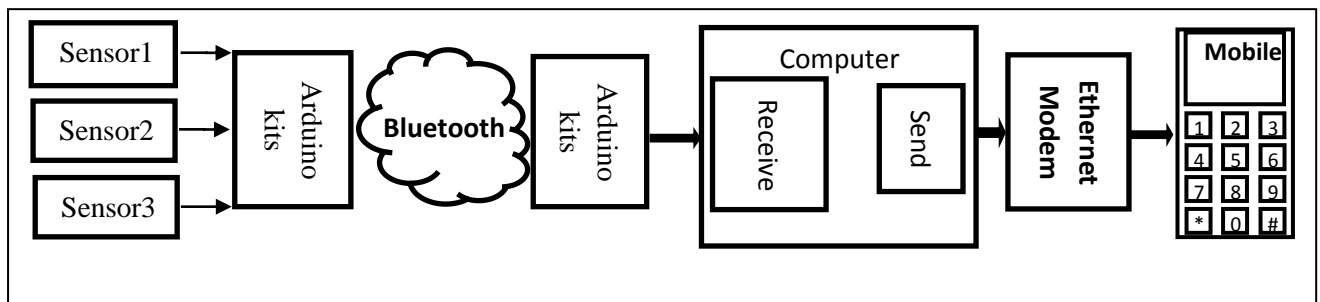 Sensor1
Sensor2
Sensor3
Arduino
kits
Bluetooth
Arduino
kits
Computer
Receive
Send
Ethernet
Modem
Mobile
1 2 3
4 5 6
7 8 9
* 0 #